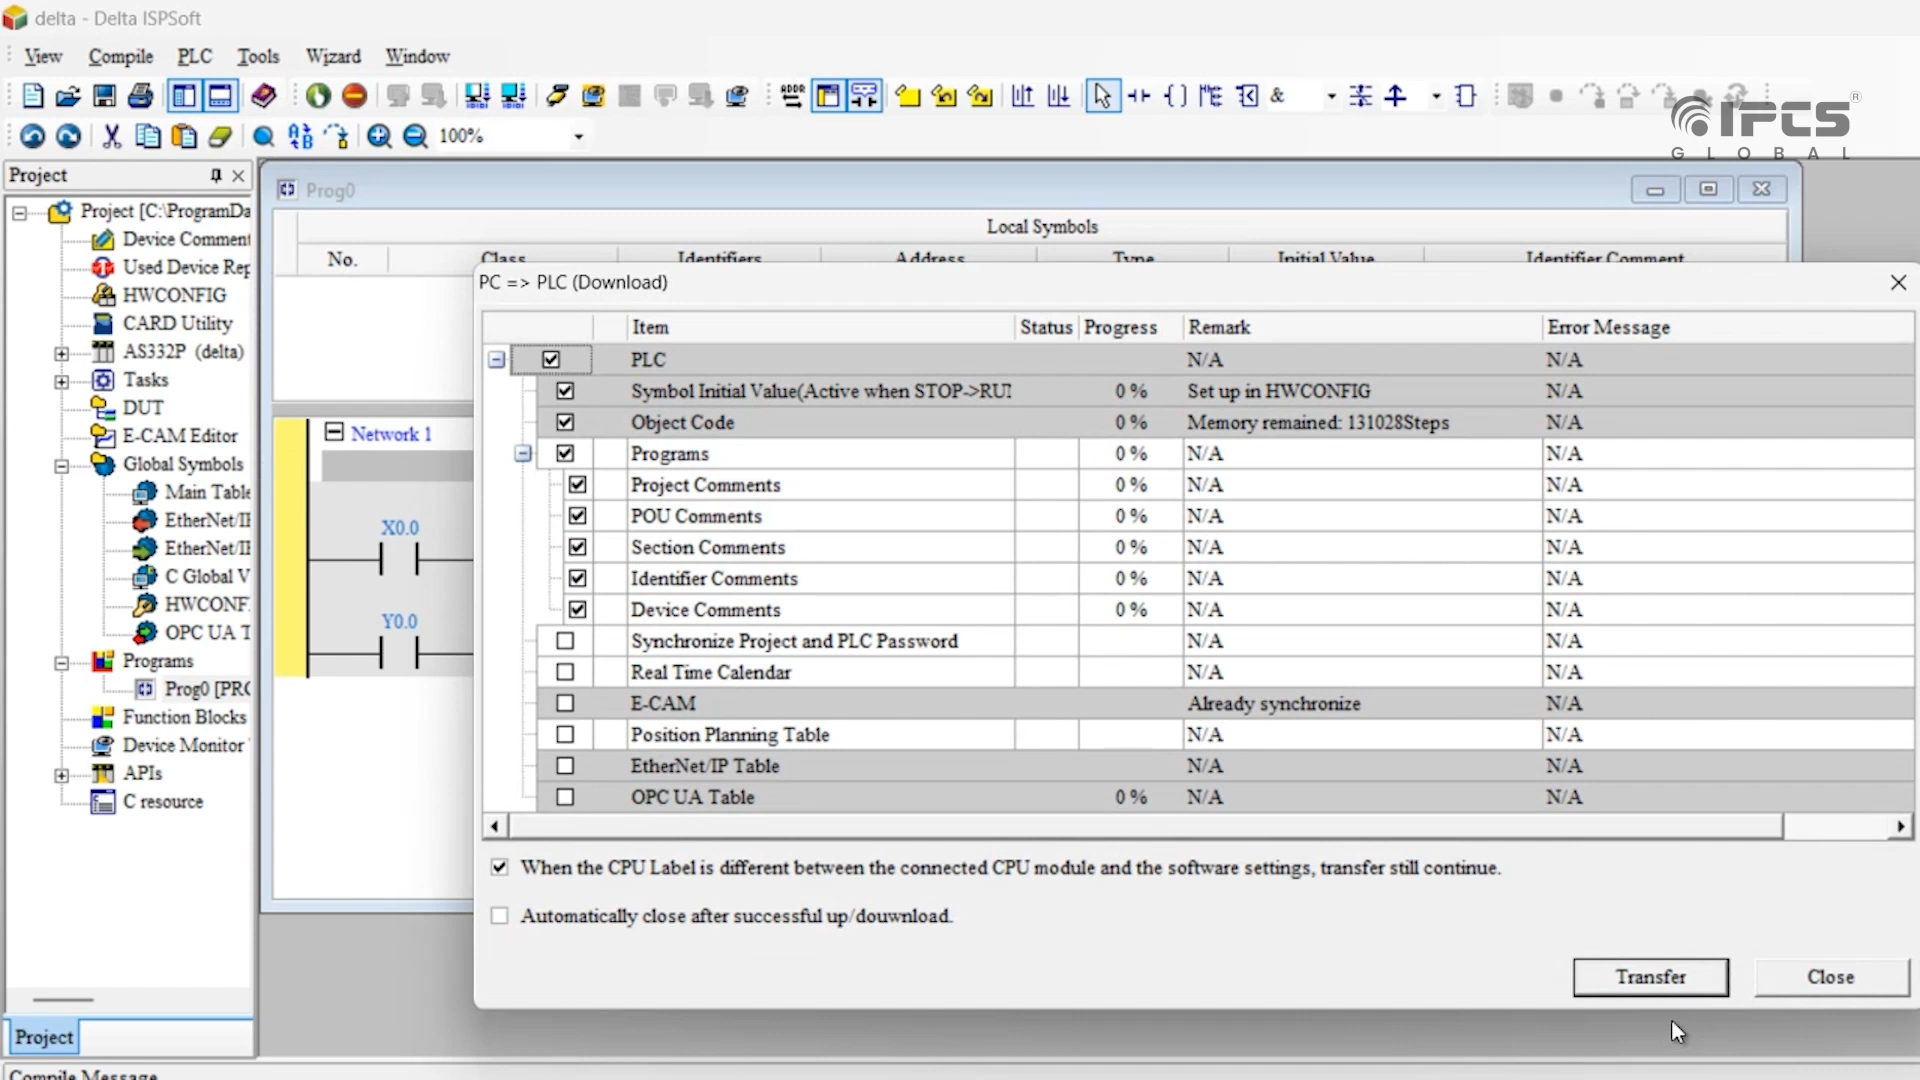 delta - Delta ISPSoft
View Compile PLC Tools Wizard Window
ADDR
&
IPCS®
GLOBAL
100%
Project
Prog0
Project [C:\ProgramDa
Device Comment
Used Device Rep
HWCONFIG
CARD Utility
AS332P (delta)
Tasks
DUT
E-CAM Editor
Global Symbols
Main Table
EtherNet/IP
EtherNet/IP
C Global V
HWCONF
OPC UA T
Programs
Prog0 [PRO
Function Blocks
Device Monitor
APIs
C resource
Project
Compile Message
Local Symbols
No. Class Identifiers Address Type Initial Value Identifier Comment
Network 1
X0.0
Y0.0
PC => PLC (Download)
Item Status Progress Remark Error Message
PLC N/A N/A
Symbol Initial Value(Active when STOP->RUN 0 % Set up in HWCONFIG N/A
Object Code 0 % Memory remained: 131028Steps N/A
Programs 0 % N/A N/A
Project Comments 0 % N/A N/A
POU Comments 0 % N/A N/A
Section Comments 0 % N/A N/A
Identifier Comments 0 % N/A N/A
Device Comments 0 % N/A N/A
Synchronize Project and PLC Password N/A N/A
Real Time Calendar N/A N/A
E-CAM Already synchronize N/A
Position Planning Table N/A N/A
EtherNet/IP Table N/A N/A
OPC UA Table 0 % N/A N/A
When the CPU Label is different between the connected CPU module and the software settings, transfer still continue.
Automatically close after successful up/douwnload.
Transfer Close